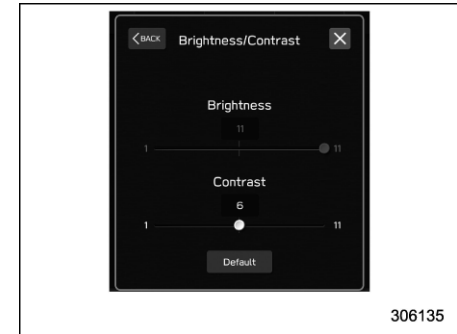 BACK Brightness/Contrast
Brightness
11
1 11
Contrast
6
1 11
Default
306135